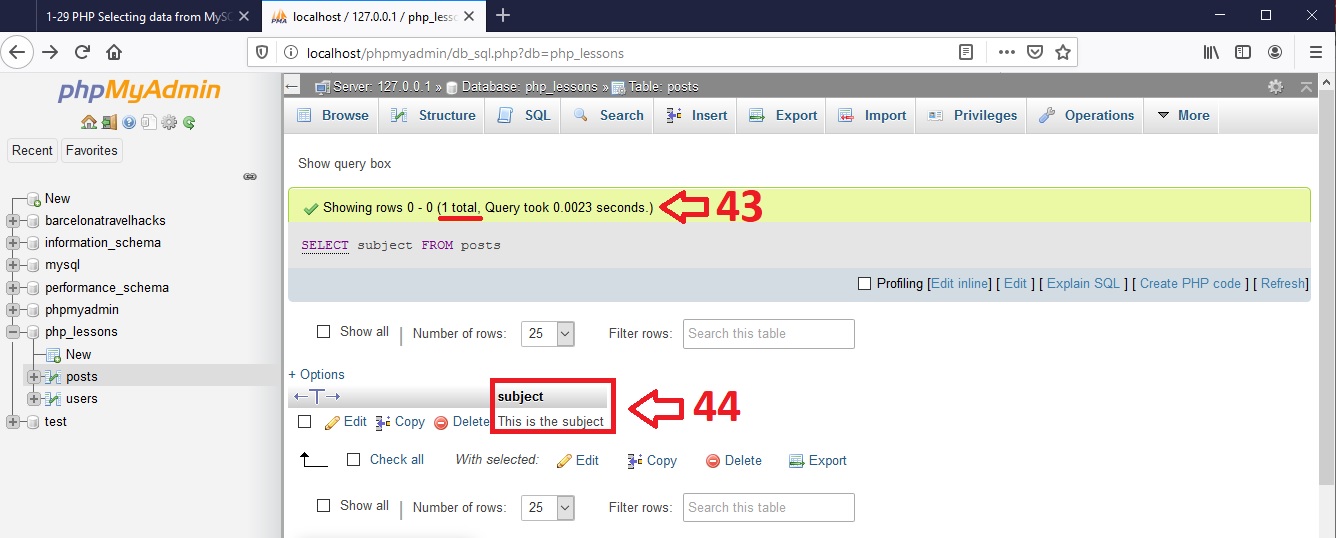 1-29 PHP Selecting data from MySC
localhost / 127.0.0.1 / php_less
localhost/phpmyadmin/db_sql.php?db=php_lessons
phpMyAdmin
Recent Favorites
New
barcelonatravelhacks
information_schema
mysql
performance_schema
phpmyadmin
php_lessons
New
posts
users
test
Server: 127.0.0.1 » Database: php_lessons » Table: posts
Browse Structure SQL Search Insert Export Import Privileges Operations More
Show query box
Showing rows 0 - 0 (1 total, Query took 0.0023 seconds.) 43
SELECT subject FROM posts
Profiling [Edit inline] [ Edit ] [ Explain SQL ] [ Create PHP code ] [ Refresh]
Show all Number of rows: 25 Filter rows: Search this table
+ Options
←T→ subject
Edit Copy Delete This is the subject
44
Check all With selected: Edit Copy Delete Export
Show all Number of rows: 25 Filter rows: Search this table